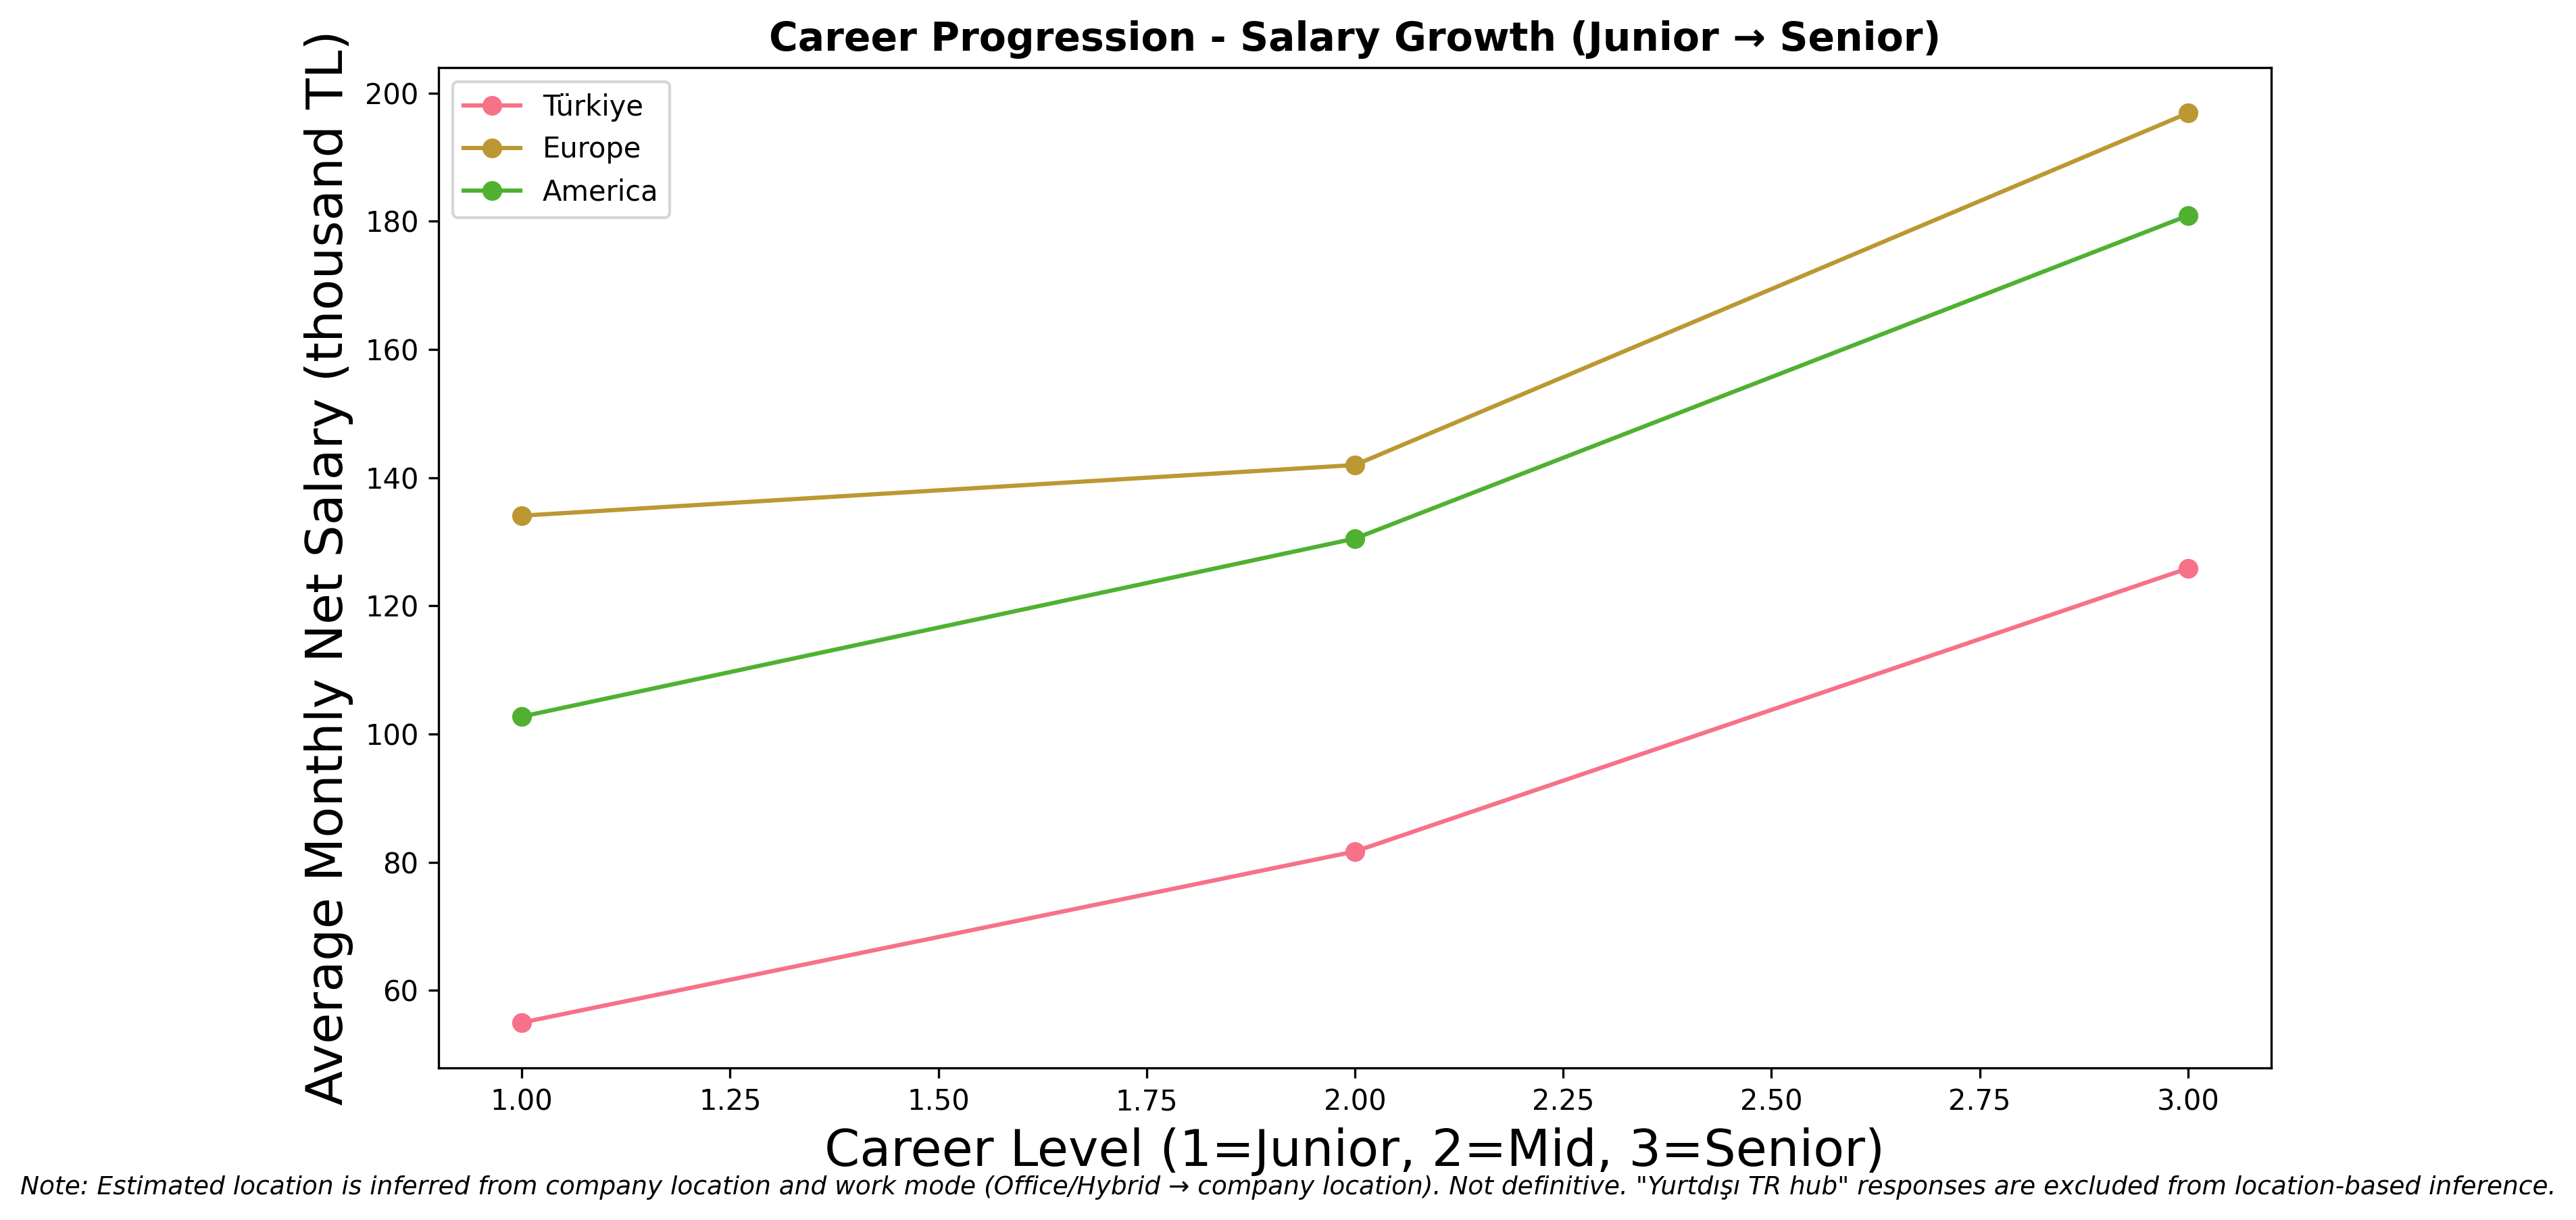 Career Progression - Salary Growth (Junior → Senior)
Average Monthly Net Salary (thousand TL)
200
180
160
140
120
100
80
60
Türkiye
Europe
America
1.00 1.25 1.50 1.75 2.00 2.25 2.50 2.75 3.00
Career Level (1=Junior, 2=Mid, 3=Senior)
Note: Estimated location is inferred from company location and work mode (Office/Hybrid → company location). Not definitive. "Yurtdışı TR hub" responses are excluded from location-based inference.